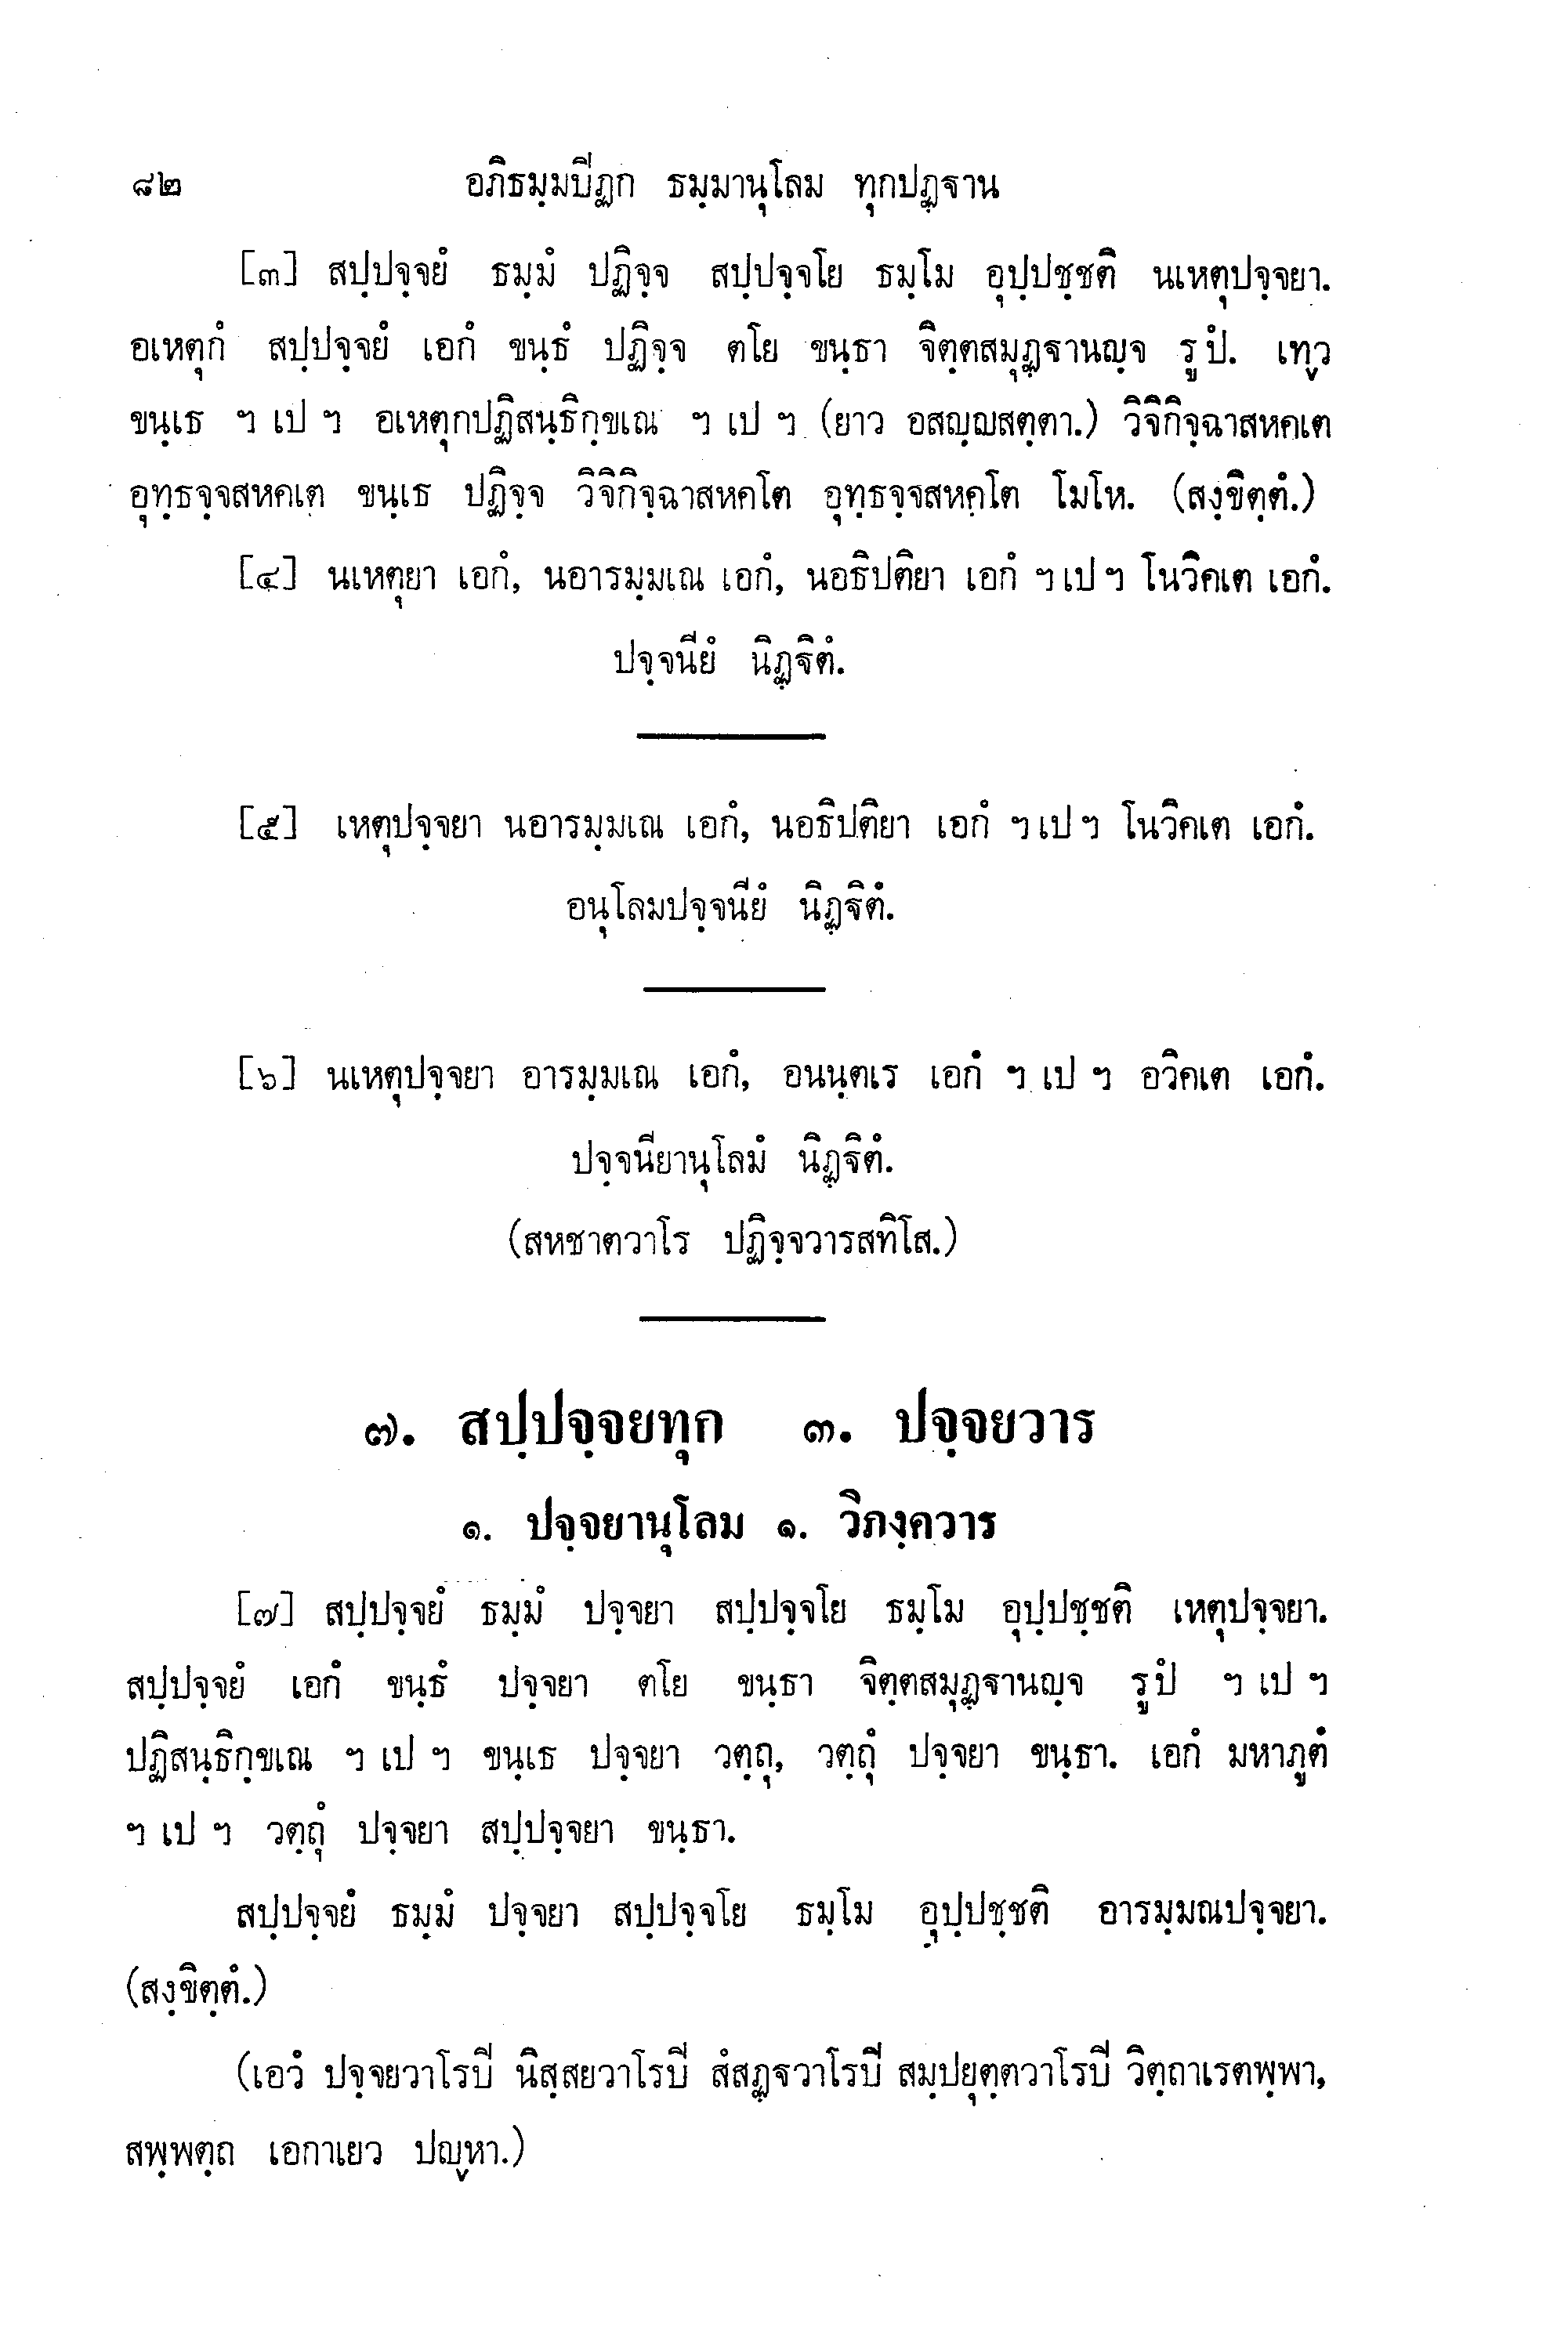 ๘๒ อภิธมฺมปีฏก ธมฺมานุโลม ทุกปฏฺฐาน
[๓] สปฺปจฺจยํ ธมฺมํ ปฏิจฺจ สปฺปจฺจโย ธมฺโม อุปฺปชฺชติ นเหตุปจฺจยา.
อเหตุกํ สปฺปจฺจยํ เอกํ ขนฺธํ ปฏิจฺจ ตโย ขนฺธา จิตฺตสมุฏฺฐานญฺจ รูปํ. เทฺว
ขนฺเธ ฯ เป ฯ อเหตุกปฏิสนฺธิกฺขเณ ฯ เป ฯ (ยาว อสญฺญสตฺตา.) วิจิกิจฺฉาสหคเต
อุทฺธจฺจสหคเต ขนฺเธ ปฏิจฺจ วิจิกิจฺฉาสหคโต อุทฺธจฺจสหคโต โมโห. (สงฺขิตฺตํ.)
[๔] นเหตุยา เอกํ, นอารมฺมเณ เอกํ, นอธิปติยา เอกํ ฯ เป ฯ โนวิคเต เอกํ.
ปจฺจนียํ นิฏฺฐิตํ.
[๕] เหตุปจฺจยา นอารมฺมเณ เอกํ, นอธิปติยา เอกํ ฯ เป ฯ โนวิคเต เอกํ.
อนุโลมปจฺจนียํ นิฏฺฐิตํ.
[๖] นเหตุปจฺจยา อารมฺมเณ เอกํ, อนนฺตเร เอกํ ฯ เป ฯ อวิคเต เอกํ.
ปจฺจนียานุโลมํ นิฏฺฐิตํ.
(สหชาตวาโร ปฏิจฺจวารสทิโส.)
๗. สปฺปจฺจยทุก ๓. ปจฺจยวาร
๑. ปจฺจยานุโลม ๑. วิภงฺควาร
[๗] สปฺปจฺจยํ ธมฺมํ ปจฺจยา สปฺปจฺจโย ธมฺโม อุปฺปชฺชติ เหตุปจฺจยา.
สปฺปจฺจยํ เอกํ ขนฺธํ ปจฺจยา ตโย ขนฺธา จิตฺตสมุฏฺฐานญฺจ รูปํ ฯ เป ฯ
ปฏิสนฺธิกฺขเณ ฯ เป ฯ ขนฺเธ ปจฺจยา วตฺถุ, วตฺถุํ ปจฺจยา ขนฺธา. เอกํ มหาภูตํ
ฯ เป ฯ วตฺถุํ ปจฺจยา สปฺปจฺจยา ขนฺธา.
สปฺปจฺจยํ ธมฺมํ ปจฺจยา สปฺปจฺจโย ธมฺโม อุปฺปชฺชติ อารมฺมณปจฺจยา.
(สงฺขิตฺตํ.)
(เอวํ ปจฺจยวาโรปี นิสฺสยวาโรปี สํสฏฺฐวาโรปี สมฺปยุตฺตวาโรปี วิตฺถาเรตพฺพา,
สพฺพตฺถ เอกาเยว ปญฺหา.)